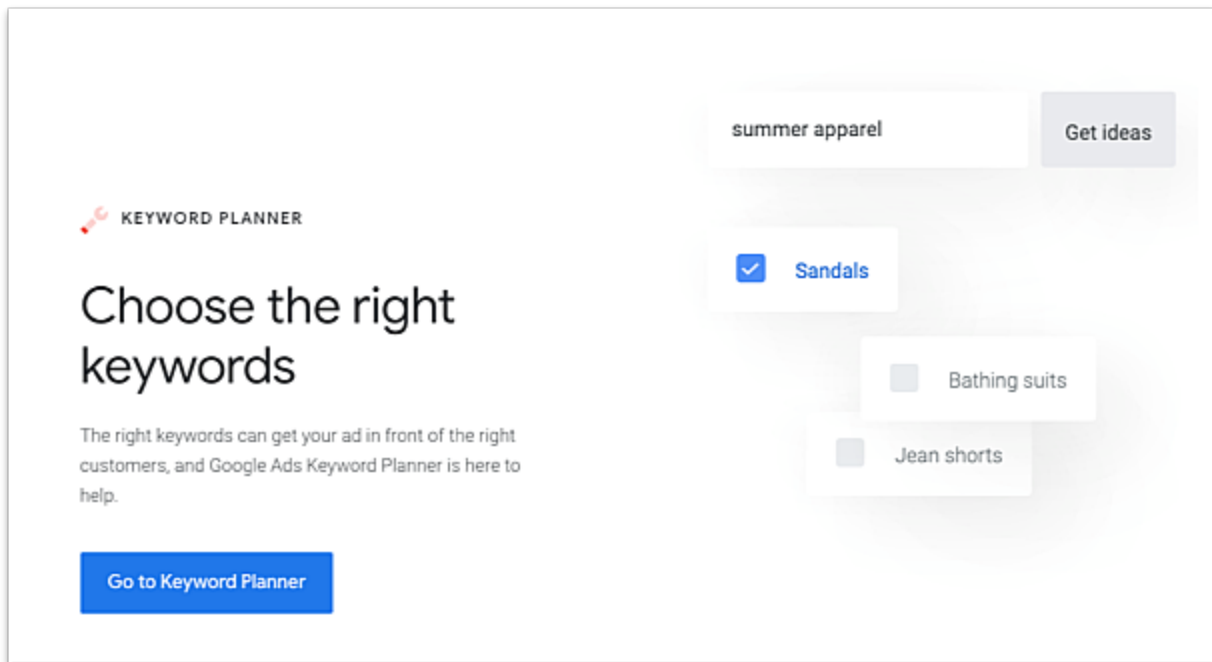 summer apparel
Get ideas
KEYWORD PLANNER
Sandals
Choose the right
keywords
Bathing suits
The right keywords can get your ad in front of the right
customers, and Google Ads Keyword Planner is here to
help.
Jean shorts
Go to Keyword Planner